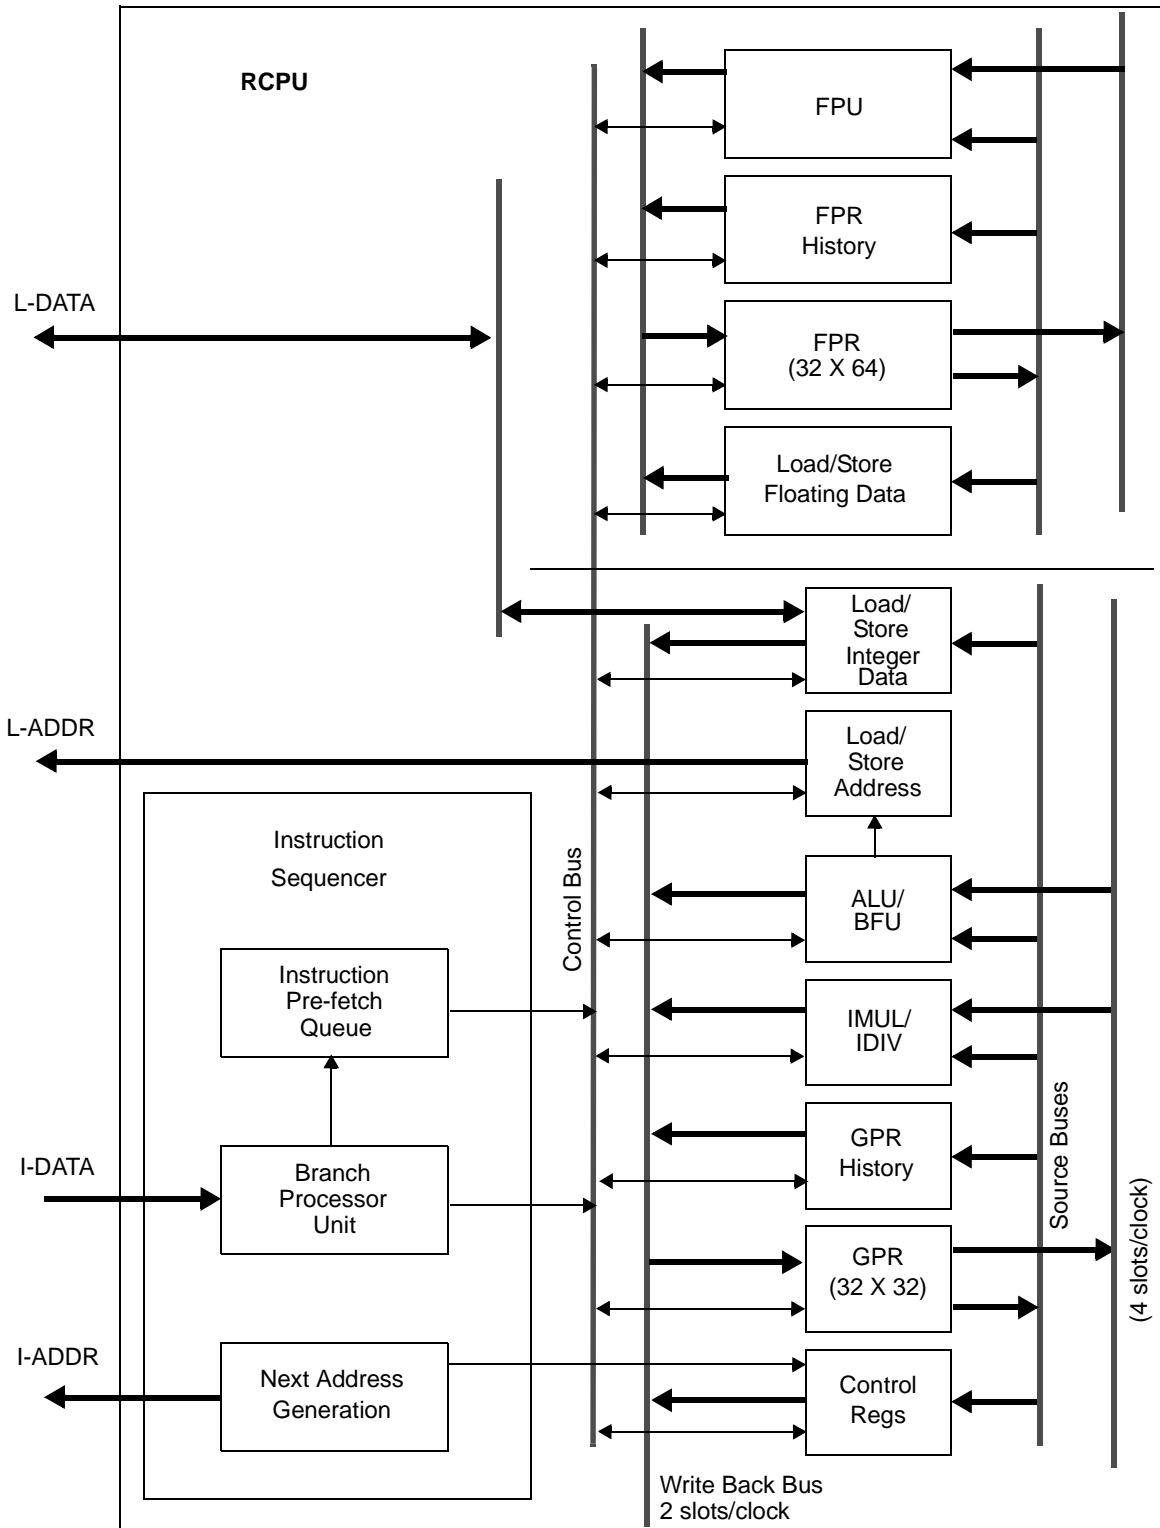 RCPU
FPU
FPR
History
L-DATA
FPR
(32 X 64)
Load/Store
Floating Data
Load/
Store
Integer
Data
L-ADDR
Load/
Store
Address
Instruction
Sequencer
Control Bus
ALU/
BFU
Instruction
Pre-fetch
Queue
IMUL/
IDIV
Source Buses
(4 slots/clock)
GPR
History
I-DATA
Branch
Processor
Unit
GPR
(32 X 32)
I-ADDR
Next Address
Generation
Control
Regs
Write Back Bus
2 slots/clock